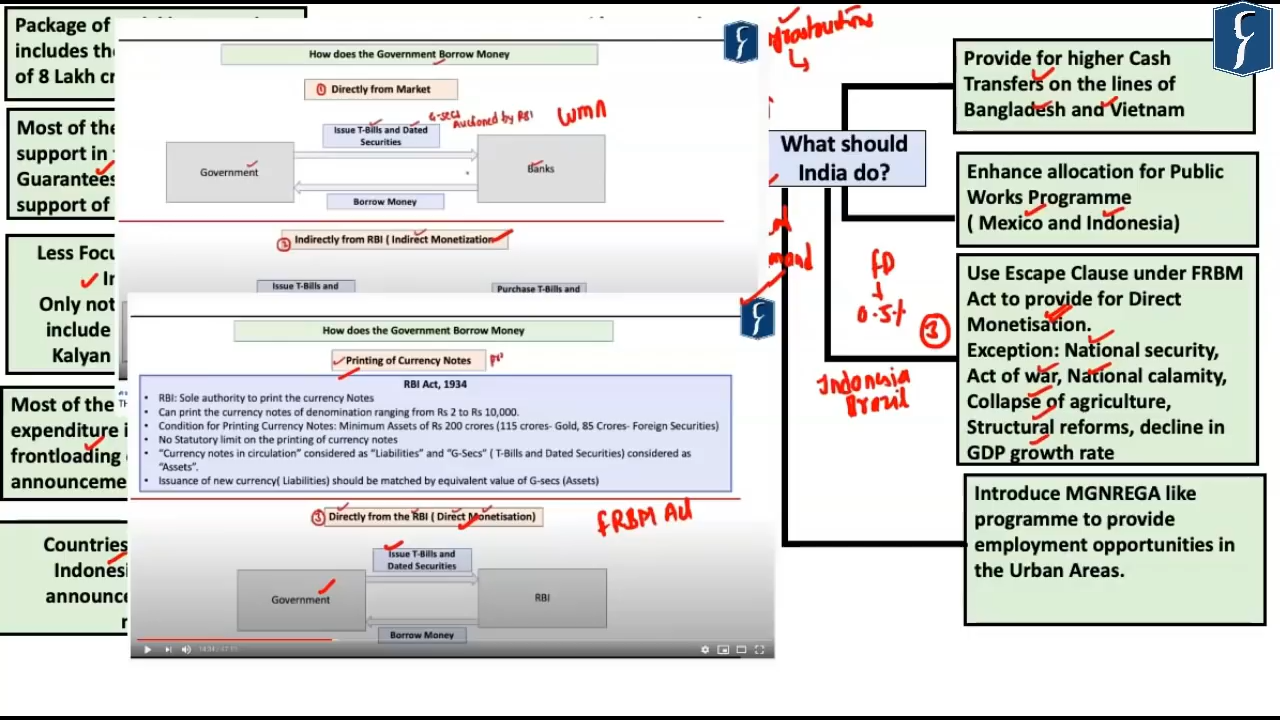 Package of
includes the
of 8 Lakh cr
Most of the
support in
Guarantees
support of
Less Focu
In
Only not
include
Kalyan
Most of the
expenditure i
frontloading
announceme
Countries
Indonesi
announce
r
How does the Government Borrow Money
① Directly from Market
G-secs
Auctioned by RBI
WMA
Issue T-Bills and Dated
Securities
Government
Banks
Borrow Money
② Indirectly from RBI ( Indirect Monetization
Issue T-Bills and
Purchase T-Bills and
How does the Government Borrow Money
Printing of Currency Notes
RBI Act, 1934
• RBI: Sole authority to print the currency Notes
• Can print the currency notes of denomination ranging from Rs 2 to Rs 10,000.
• Condition for Printing Currency Notes: Minimum Assets of Rs 200 crores (115 crores- Gold, 85 Crores- Foreign Securities)
• No Statutory limit on the printing of currency notes
• “Currency notes in circulation” considered as “Liabilities” and “G-Secs” ( T-Bills and Dated Securities) considered as
“Assets”.
• Issuance of new currency( Liabilities) should be matched by equivalent value of G-secs (Assets)
③ Directly from the RBI ( Direct Monetisation)
FRBM Act
Issue T-Bills and
Dated Securities
Government
RBI
Borrow Money
What should
India do?
FD
0.5%
③
Indonesia
Brazil
Provide for higher Cash
Transfers on the lines of
Bangladesh and Vietnam
Enhance allocation for Public
Works Programme
( Mexico and Indonesia)
Use Escape Clause under FRBM
Act to provide for Direct
Monetisation.
Exception: National security,
Act of war, National calamity,
Collapse of agriculture,
Structural reforms, decline in
GDP growth rate
Introduce MGNREGA like
programme to provide
employment opportunities in
the Urban Areas.